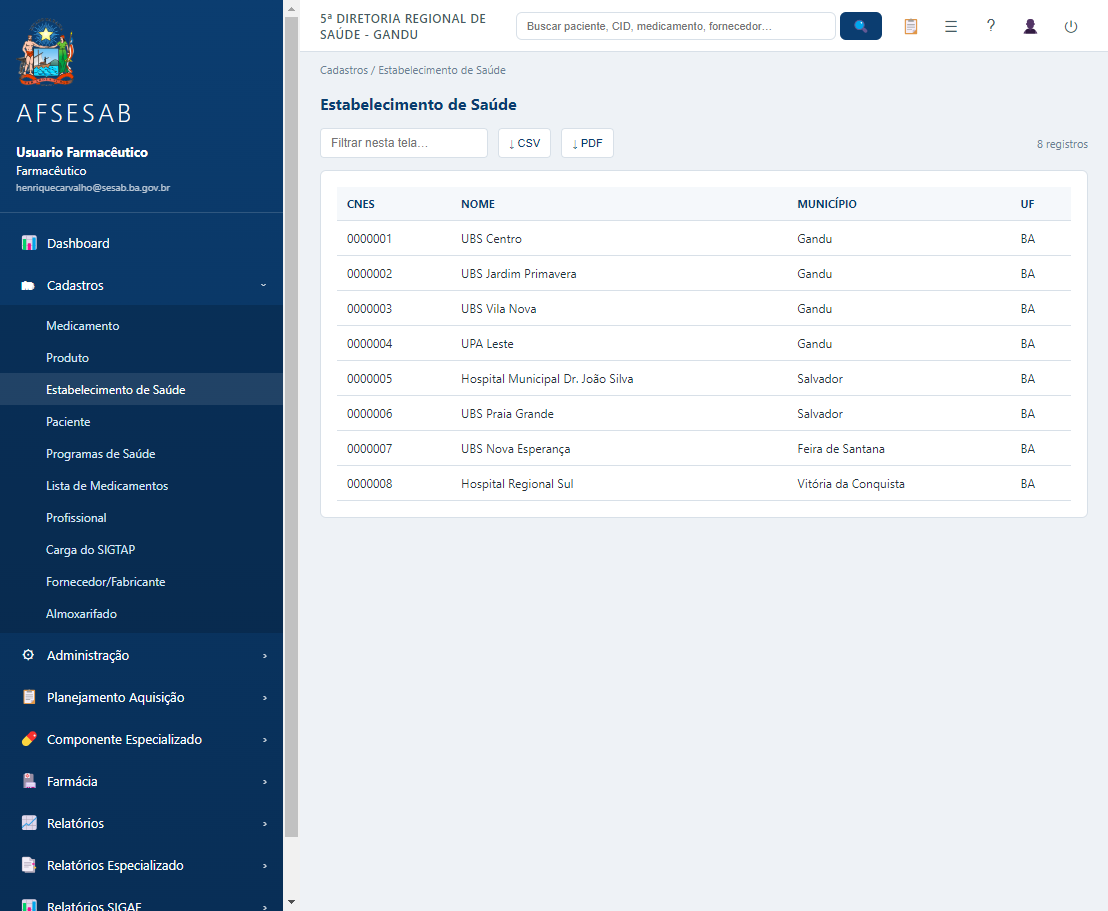 AFSESAB
Usuario Farmacêutico
Farmacêutico
henriquecarvalho@sesab.ba.gov.br
Dashboard
Cadastros
Medicamento
Produto
Estabelecimento de Saúde
Paciente
Programas de Saúde
Lista de Medicamentos
Profissional
Carga do SIGTAP
Fornecedor/Fabricante
Almoxarifado
Administração
Planejamento Aquisição
Componente Especializado
Farmácia
Relatórios
Relatórios Especializado
Relatórios SIGAF
5ª DIRETORIA REGIONAL DE
SAÚDE - GANDU
Buscar paciente, CID, medicamento, fornecedor...
?
Cadastros / Estabelecimento de Saúde
Estabelecimento de Saúde
Filtrar nesta tela... ↓ CSV ↓ PDF 8 registros
CNES NOME MUNICÍPIO UF
0000001 UBS Centro Gandu BA
0000002 UBS Jardim Primavera Gandu BA
0000003 UBS Vila Nova Gandu BA
0000004 UPA Leste Gandu BA
0000005 Hospital Municipal Dr. João Silva Salvador BA
0000006 UBS Praia Grande Salvador BA
0000007 UBS Nova Esperança Feira de Santana BA
0000008 Hospital Regional Sul Vitória da Conquista BA